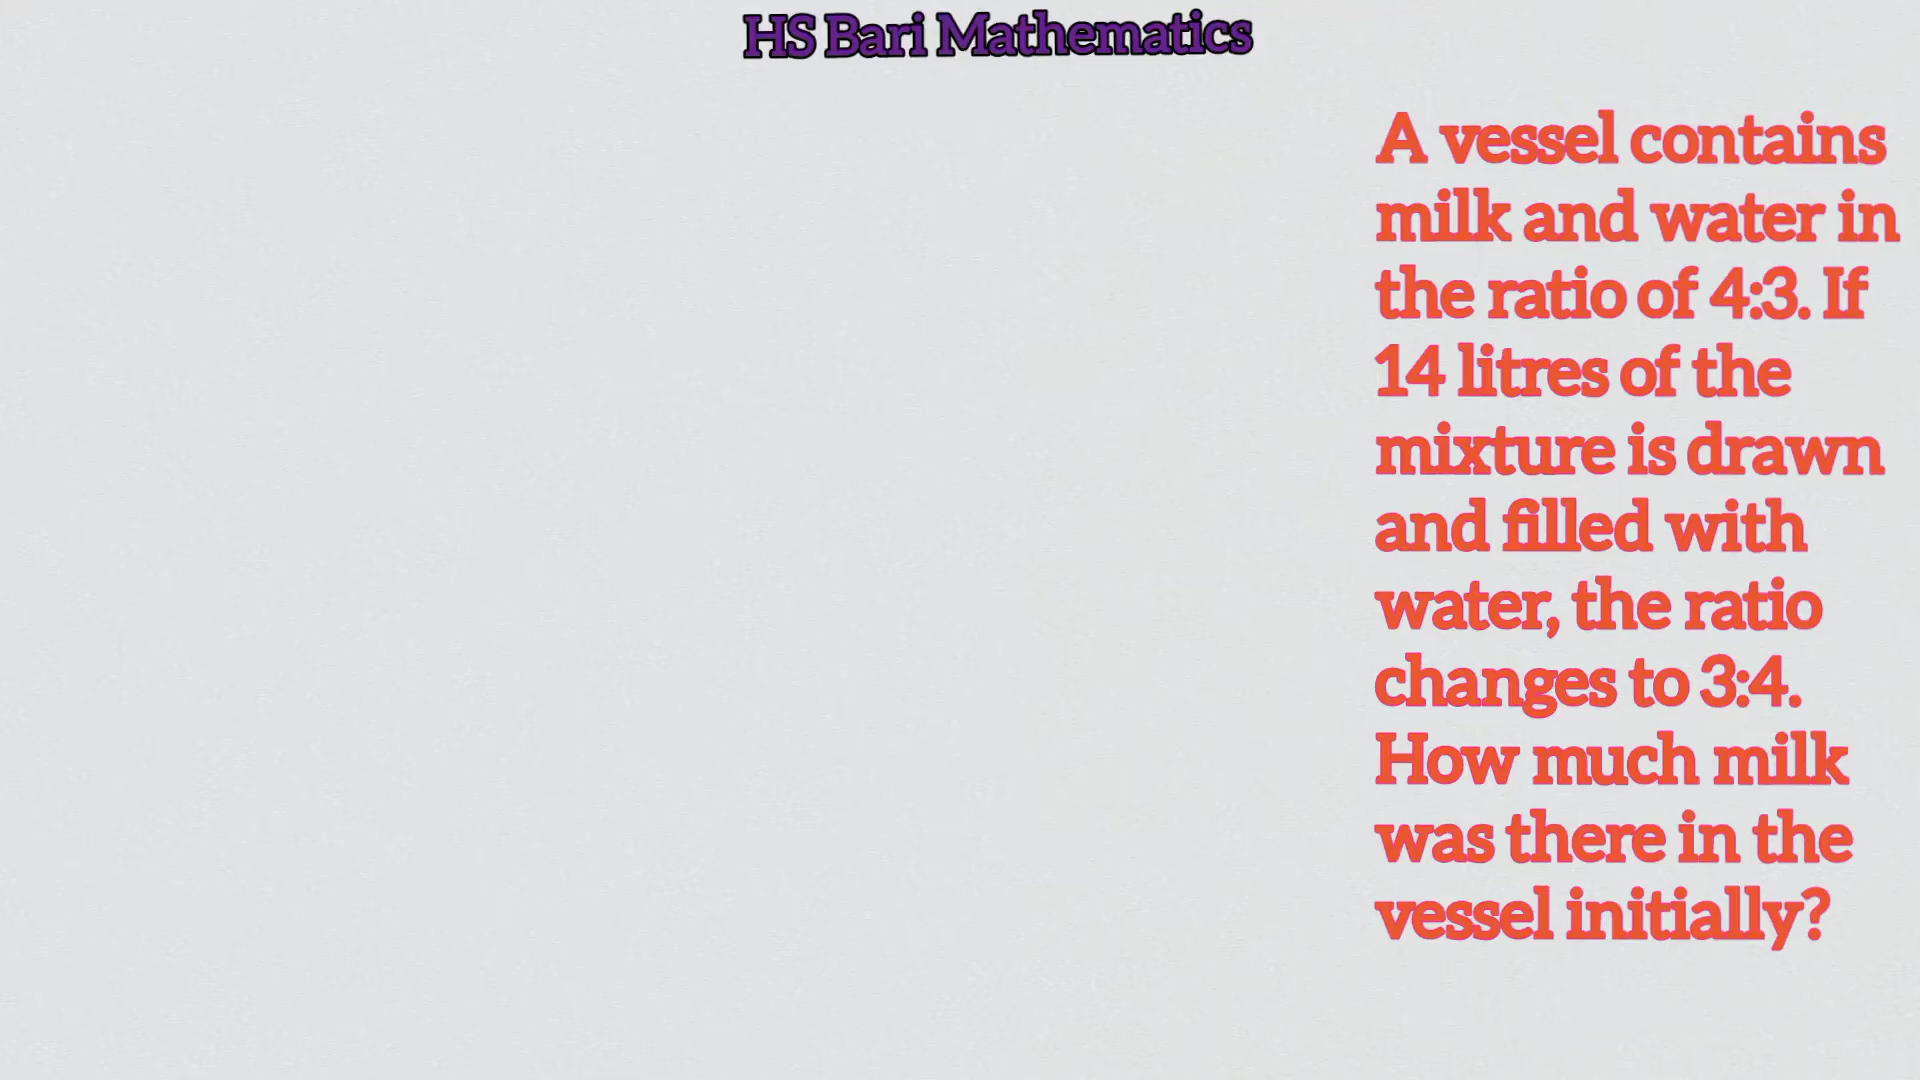 HS Bari Mathematics
A vessel contains
milk and water in
the ratio of 4:3. If
14 litres of the
mixture is drawn
and filled with
water, the ratio
changes to 3:4.
How much milk
was there in the
vessel initially?